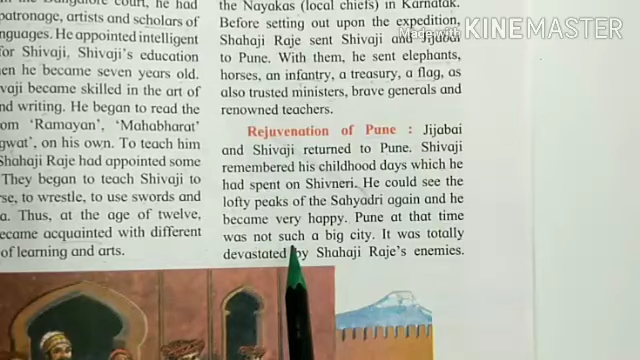 Bangalore court, he had
patronage, artists and scholars of
nguages. He appointed intelligent
for Shivaji, Shivaji's education
en he became seven years old.
vaji became skilled in the art of
nd writing. He began to read the
om 'Ramayan', 'Mahabharat'
gwat', on his own. To teach him
Shahaji Raje had appointed some
They began to teach Shivaji to
rse, to wrestle, to use swords and
a. Thus, at the age of twelve,
ecame acquainted with different
of learning and arts.
the Nayakas (local chiefs) in Karnatak.
Before setting out upon the expedition,
Shahaji Raje sent Shivaji and Jijabai
to Pune. With them, he sent elephants,
horses, an infantry, a treasury, a flag, as
also trusted ministers, brave generals and
renowned teachers.
Rejuvenation of Pune : Jijabai
and Shivaji returned to Pune. Shivaji
remembered his childhood days which he
had spent on Shivneri. He could see the
lofty peaks of the Sahyadri again and he
became very happy. Pune at that time
was not such a big city. It was totally
devastated by Shahaji Raje's enemies.
Made with KINEMASTER